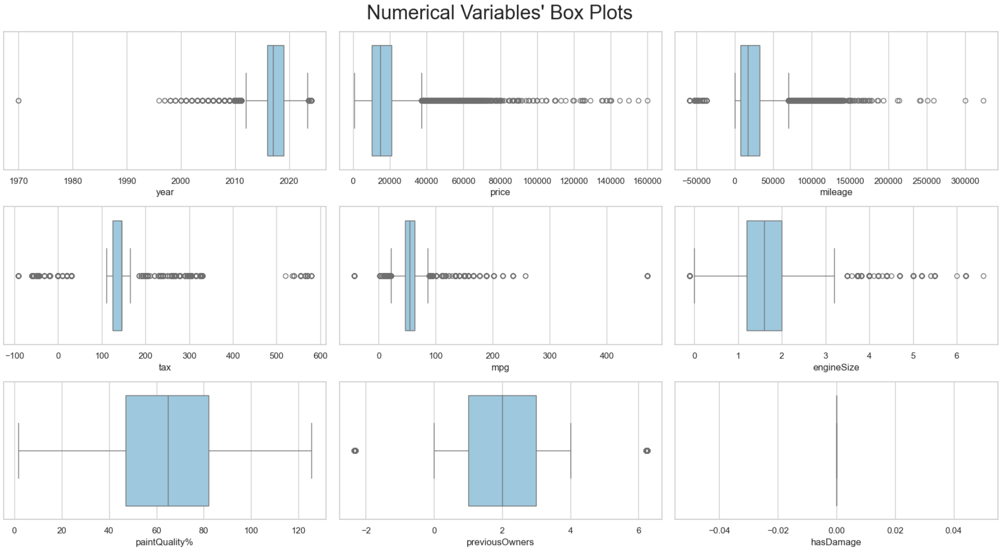 Numerical Variables' Box Plots
1970 1980 1990 2000 2010 2020
year
0 20000 40000 60000 80000 100000 120000 140000 160000
price
−50000 0 50000 100000 150000 200000 250000 300000
mileage
−100 0 100 200 300 400 500 600
tax
0 100 200 300 400
mpg
0 1 2 3 4 5 6
engineSize
0 20 40 60 80 100 120
paintQuality%
−2 0 2 4 6
previousOwners
−0.04 −0.02 0.00 0.02 0.04
hasDamage